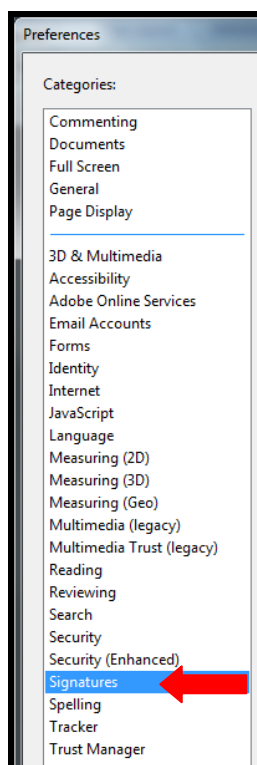 Preferences
Categories:
Commenting
Documents
Full Screen
General
Page Display
3D & Multimedia
Accessibility
Adobe Online Services
Email Accounts
Forms
Identity
Internet
JavaScript
Language
Measuring (2D)
Measuring (3D)
Measuring (Geo)
Multimedia (legacy)
Multimedia Trust (legacy)
Reading
Reviewing
Search
Security
Security (Enhanced)
Signatures
Spelling
Tracker
Trust Manager